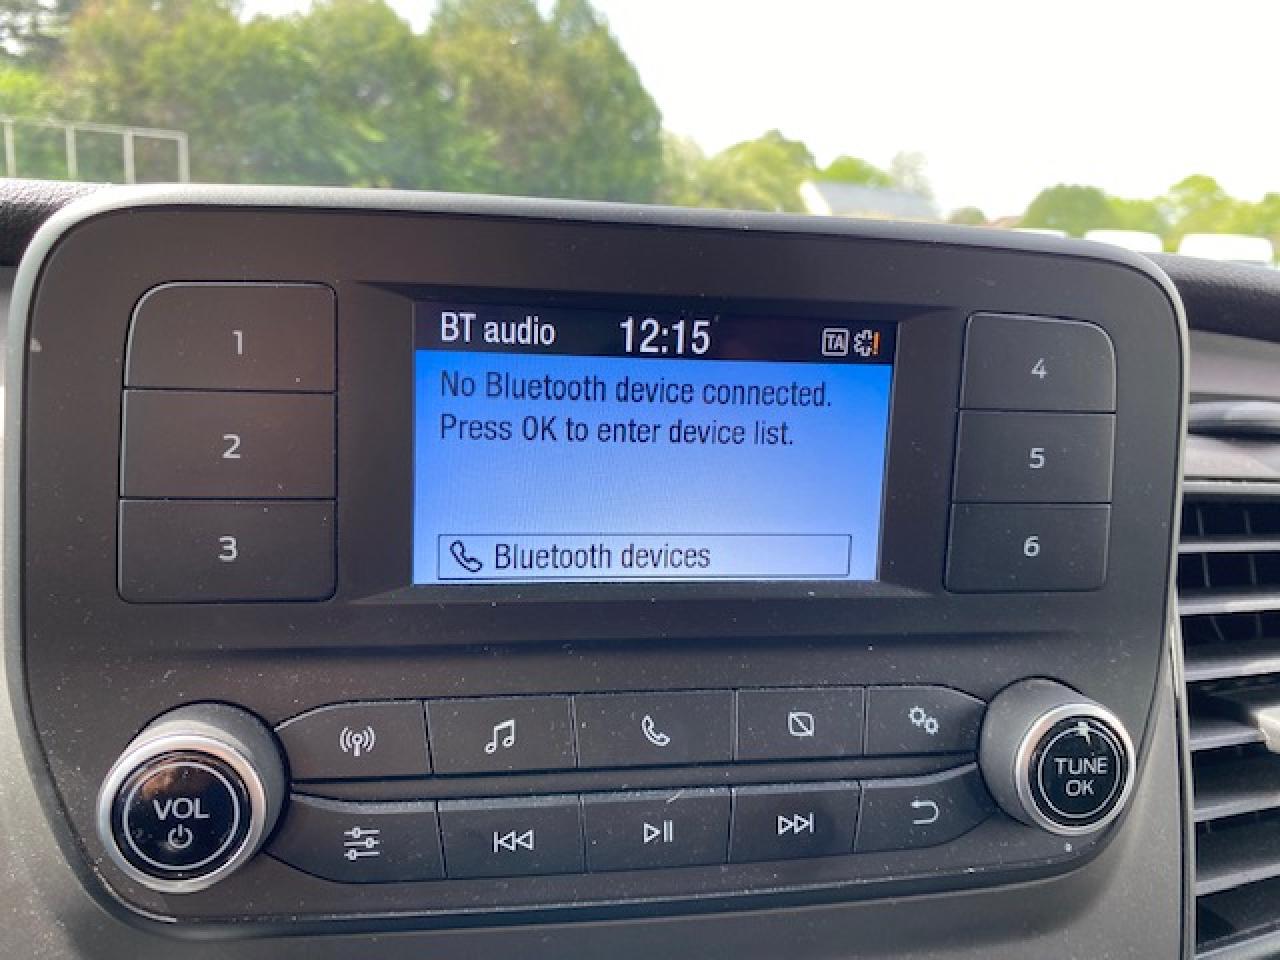 BT audio 12:15 TA
No Bluetooth device connected.
Press OK to enter device list.
Bluetooth devices
1
2
3
4
5
6
VOL
TUNE
OK